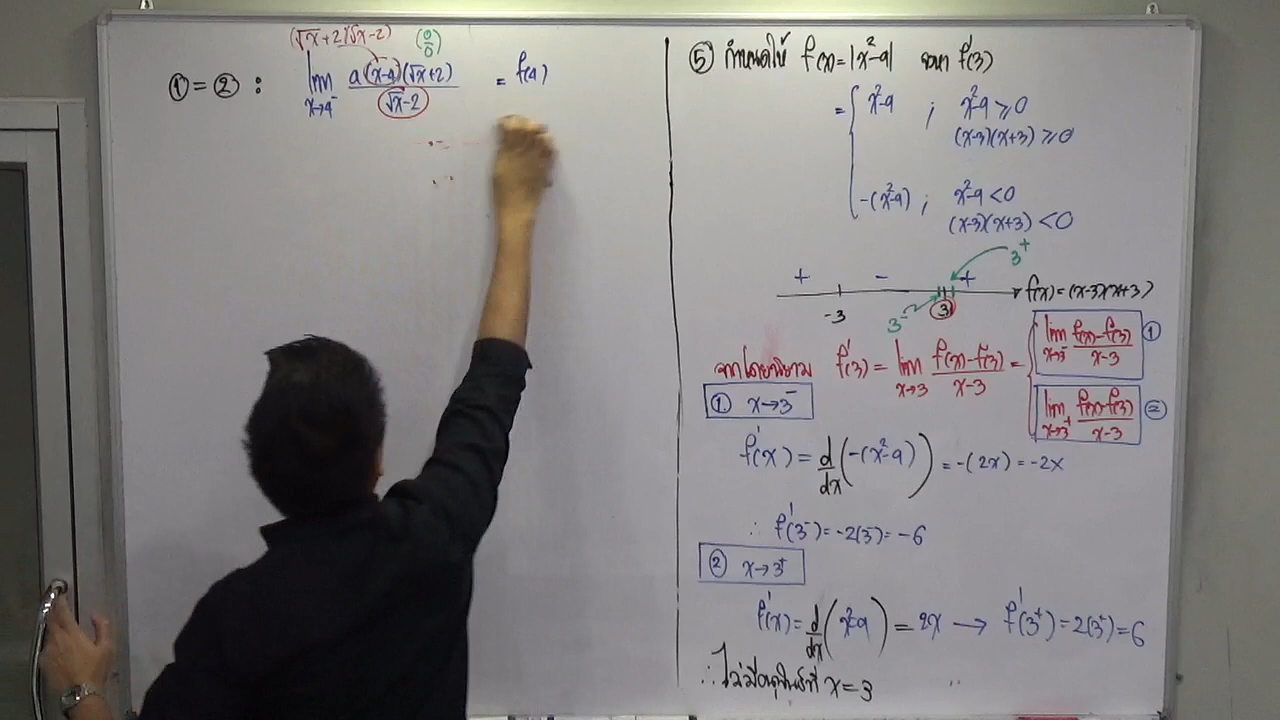 (√x+2)(√x-2) (0/0)
① = ② : lim x→4⁻ a(x-4)(√x+2) / (√x-2) = f(4)
⑤ กำหนดให้ f(x) = |x²-9| จงหา f'(3)
= { x²-9 ; x²-9 ≥ 0
(x-3)(x+3) ≥ 0
-(x²-9) ; x²-9 < 0
(x-3)(x+3) < 0
3⁺
+ - +
f(x) = (x-3)(x+3)
-3 3⁻ 3
จากโดยนิยาม f'(3) = lim x→3 (f(x)-f(3))/(x-3) = { lim x→3⁻ (f(x)-f(3))/(x-3) ①
lim x→3⁺ (f(x)-f(3))/(x-3) ②
① x→3⁻
f'(x) = d/dx (-(x²-9)) = -(2x) = -2x
∴ f'(3⁻) = -2(3⁻) = -6
② x→3⁺
f'(x) = d/dx (x²-9) = 2x → f'(3⁺) = 2(3⁺) = 6
∴ ไม่มีอนุพันธ์ที่ x = 3